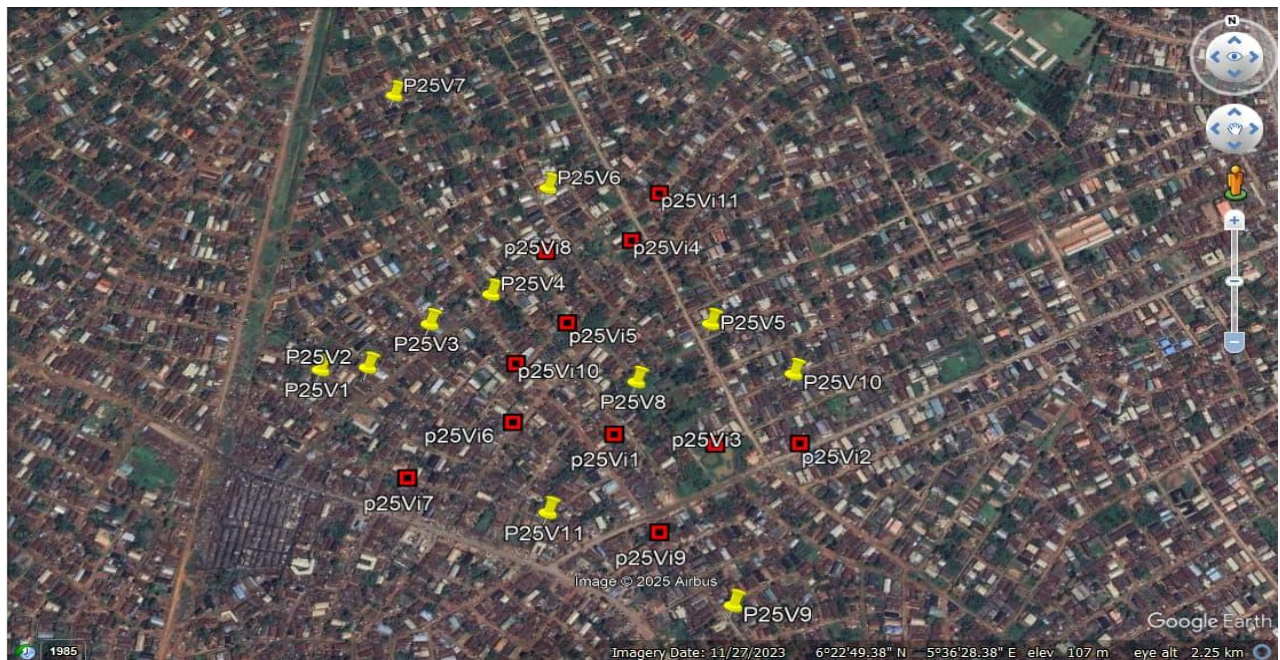 N
P25V7
P25V6
p25Vi11
p25Vi8
p25Vi4
P25V4
P25V5
p25Vi5
P25V3
P25V2
P25V1
p25Vi10
P25V10
P25V8
p25Vi6
p25Vi1
p25Vi3
p25Vi2
p25Vi7
P25V11
p25Vi9
Image © 2025 Airbus
P25V9
Google Earth
1985
Imagery Date: 11/27/2023 6°22'49.38" N 5°36'28.38" E elev 107 m eye alt 2.25 km